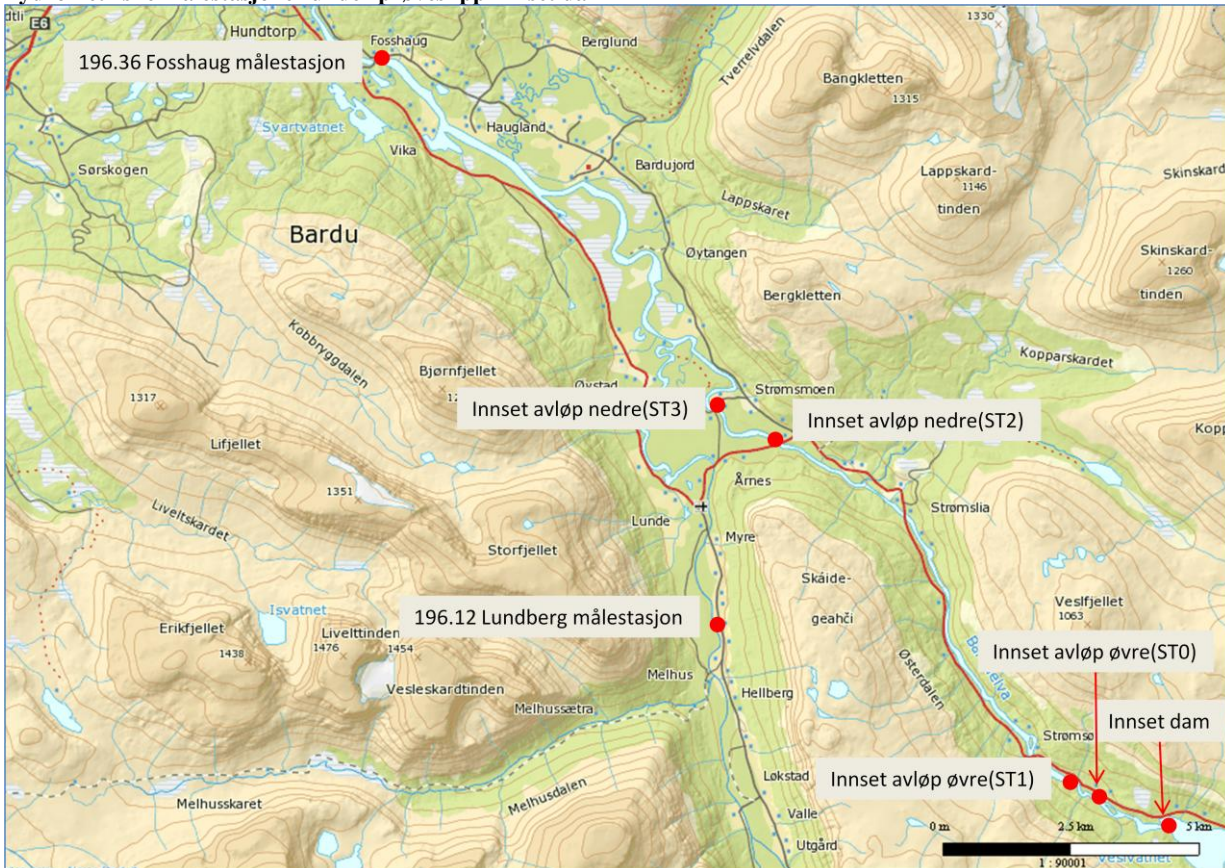 E6
Hundtorp
Fosshaug
Berglund
Tverrelvdalen
1330
196.36 Fosshaug målestasjon
Bangkletten
1315
Svartvatnet
Haugland
Vika
Bardujord
Sørskogen
Lappskard-
1146
tinden
Skinskard
Lappskaret
Bardu
Øytangen
Skinskard-
1260
tinden
Bergkletten
Kobbryggdalen
Kopparskardet
Bjørnfjellet
Øystad
Strømsmoen
1317
Innset avløp nedre(ST3)
Innset avløp nedre(ST2)
Lifjellet
1351
Årnes
Liveltskardet
Lunde
Strømslia
Myre
Storfjellet
Skáide-
geahči
Isvatnet
196.12 Lundberg målestasjon
Veslfjellet
1063
Erikfjellet
1438
Livelttinden
1476
1454
Østerdalen
Innset avløp øvre(ST0)
Vesleskardtinden
Melhus
Hellberg
Melhussætra
Innset dam
Innset avløp øvre(ST1)
Løkstad
Melhusskaret
Melhusdalen
Valle
Utgård
0 m
2.5 km
5 km
1 : 90001